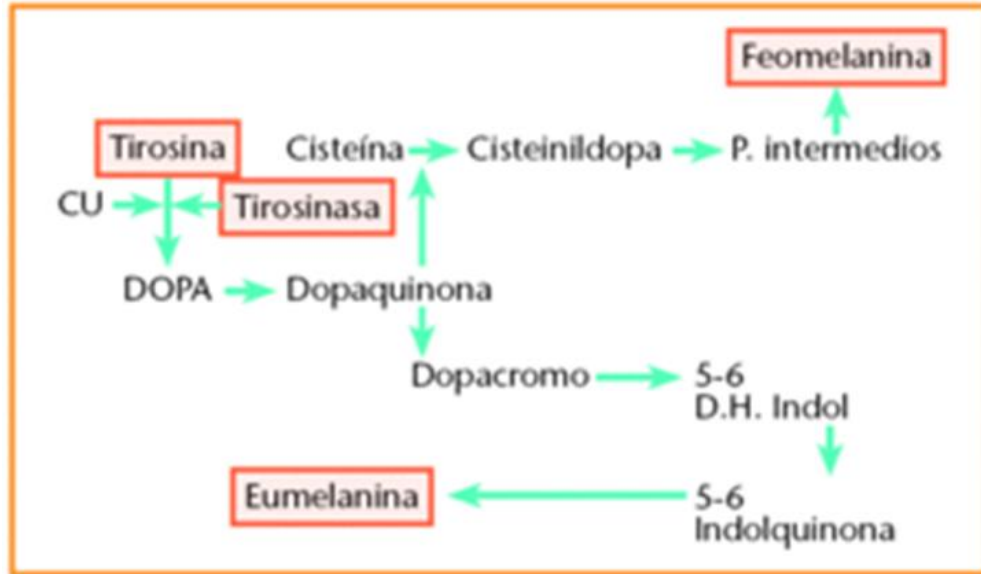 Feomelanina
Tirosina
Cisteína
Cisteinildopa
P. intermedios
CU
Tirosinasa
DOPA
Dopaquinona
Dopacromo
5-6
D.H. Indol
Eumelanina
5-6
Indolquinona